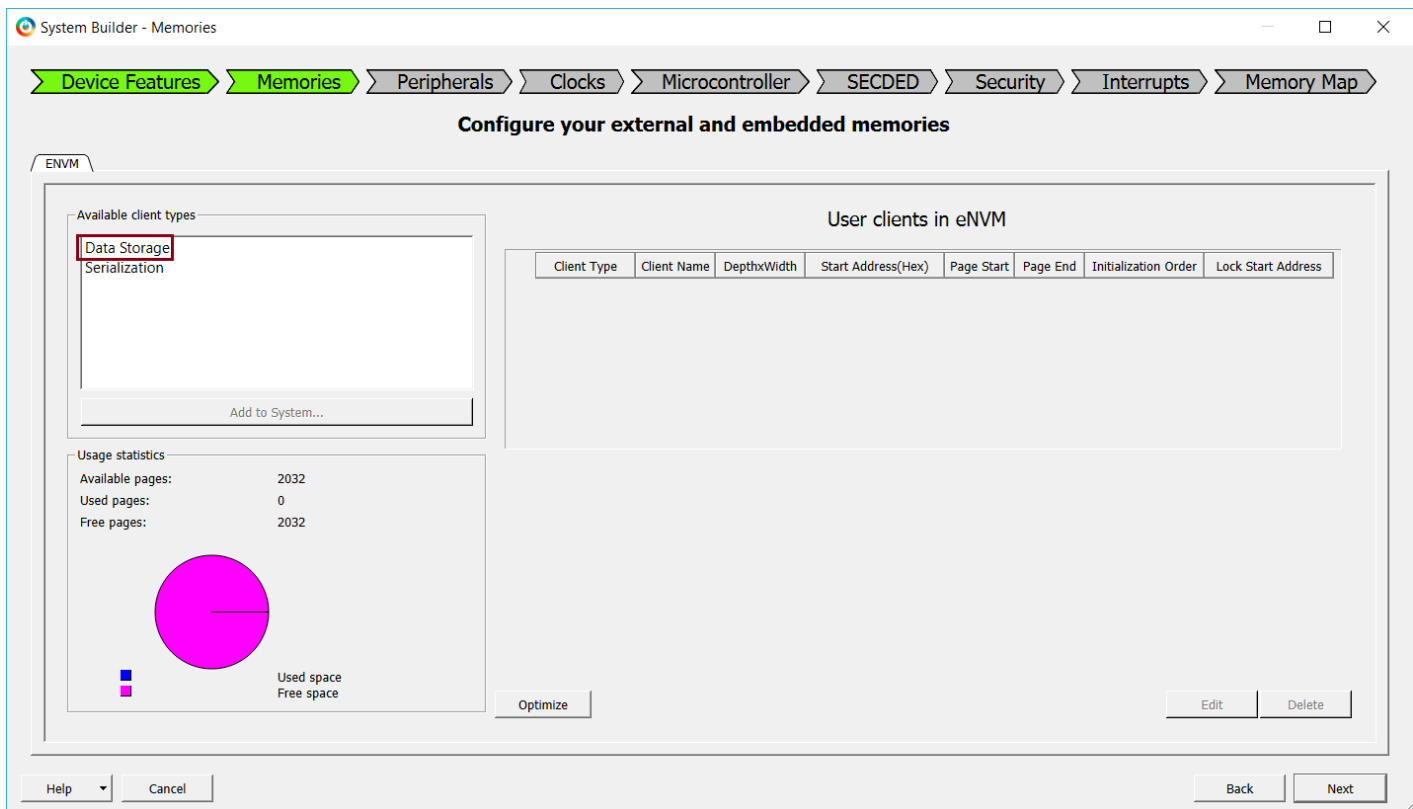 System Builder - Memories
Device Features Memories Peripherals Clocks Microcontroller SECDED Security Interrupts Memory Map
Configure your external and embedded memories
ENVM
Available client types
Data Storage
Serialization
Add to System...
Usage statistics
Available pages: 2032
Used pages: 0
Free pages: 2032
Used space
Free space
User clients in eNVM
Client Type Client Name DepthxWidth Start Address(Hex) Page Start Page End Initialization Order Lock Start Address
Optimize Edit Delete
Help Cancel Back Next